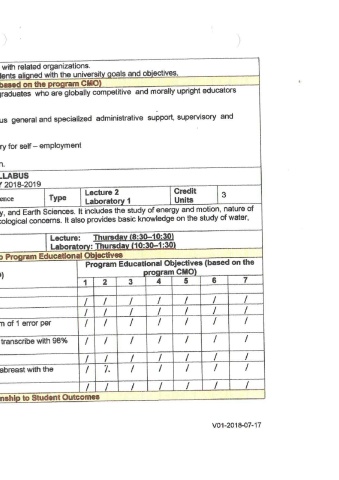 with related organizations.
dents aligned with the university goals and objectives.
based on the program CMO)
graduates who are globally competitive and morally upright educators
us general and specialized administrative support, supervisory and
ry for self – employment
n.
LLABUS
Y 2018-2019
ence Type Lecture 2 Laboratory 1 Credit Units 3
y, and Earth Sciences. It includes the study of energy and motion, nature of
cological concerns. It also provides basic knowledge on the study of water,
Lecture: Thursday (8:30–10:30)
Laboratory: Thursday (10:30–1:30)
o Program Educational Objectives
Program Educational Objectives (based on the
) program CMO)
1 2 3 4 5 6 7
/ / / / / / /
/ / / / / / /
m of 1 error per / / / / / / /
transcribe with 98% / / / / / / /
/ / / / / / /
abreast with the / /. / / / / /
/ / / / / / /
nship to Student Outcomes
V01-2018-07-17